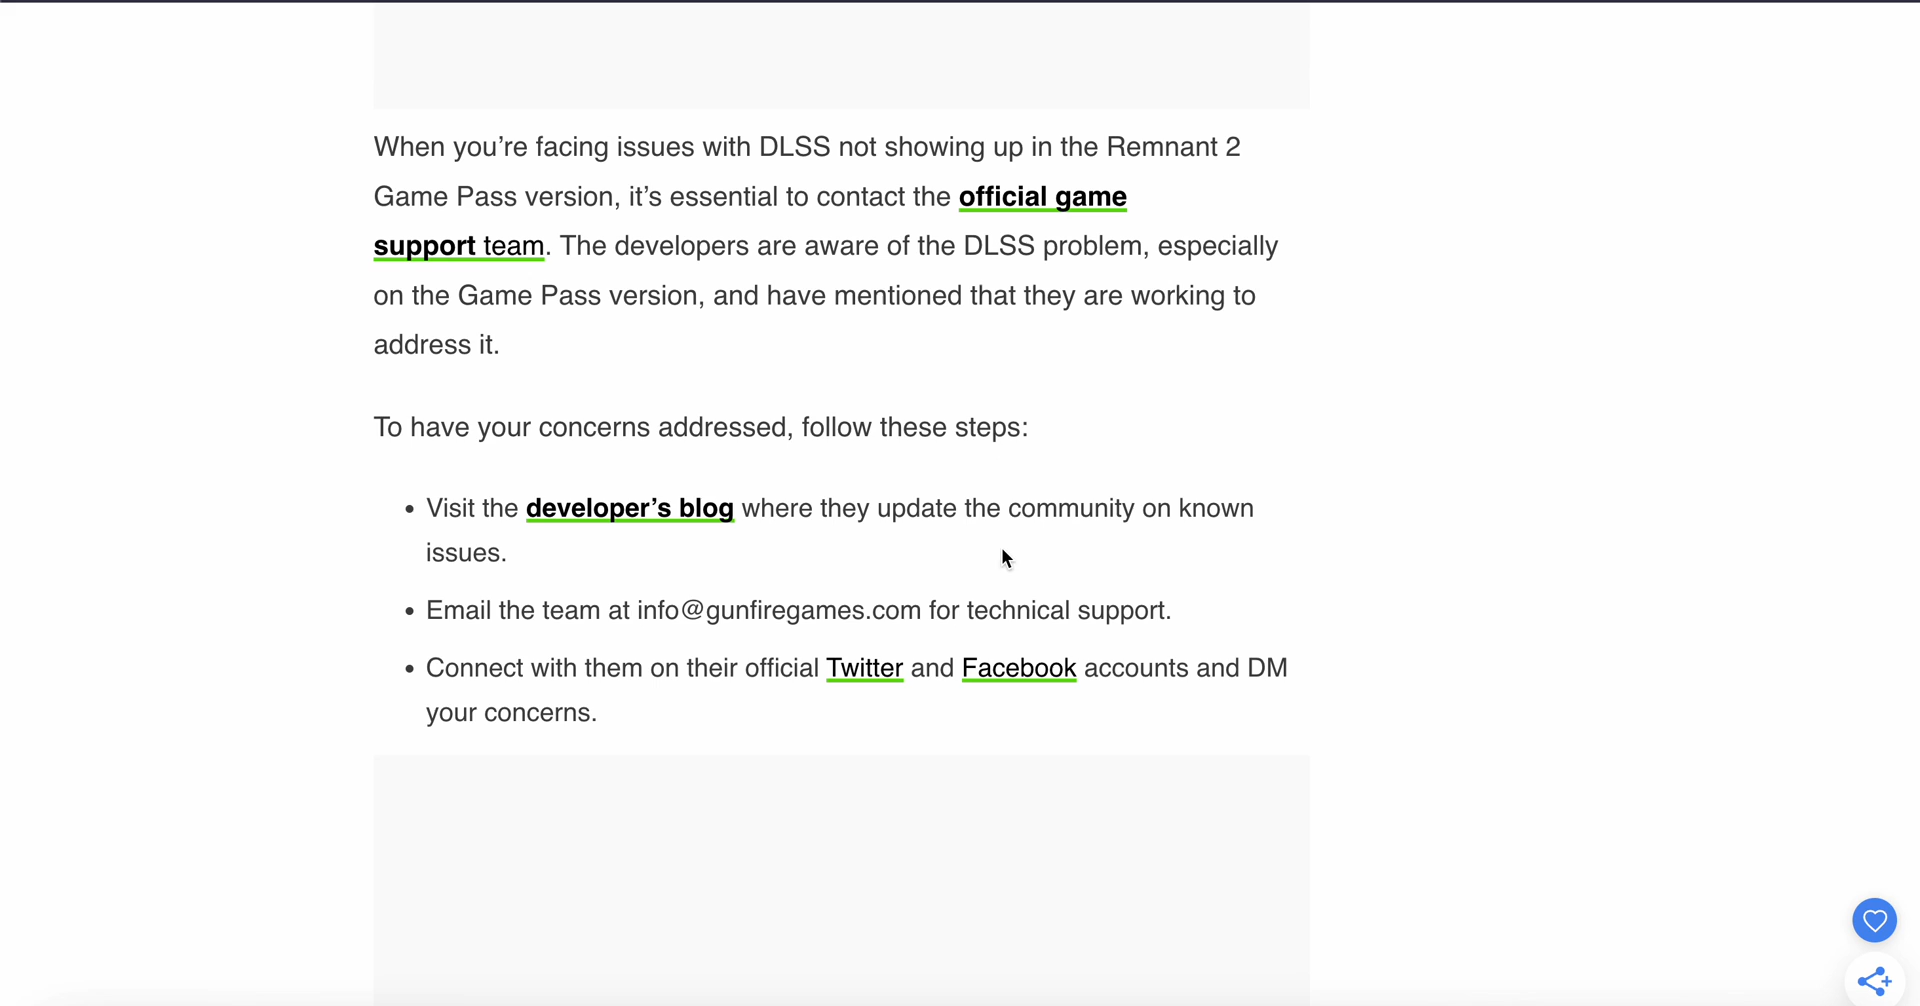 When you’re facing issues with DLSS not showing up in the Remnant 2
Game Pass version, it’s essential to contact the official game
support team. The developers are aware of the DLSS problem, especially
on the Game Pass version, and have mentioned that they are working to
address it.
To have your concerns addressed, follow these steps:
• Visit the developer’s blog where they update the community on known
issues.
• Email the team at info@gunfiregames.com for technical support.
• Connect with them on their official Twitter and Facebook accounts and DM
your concerns.